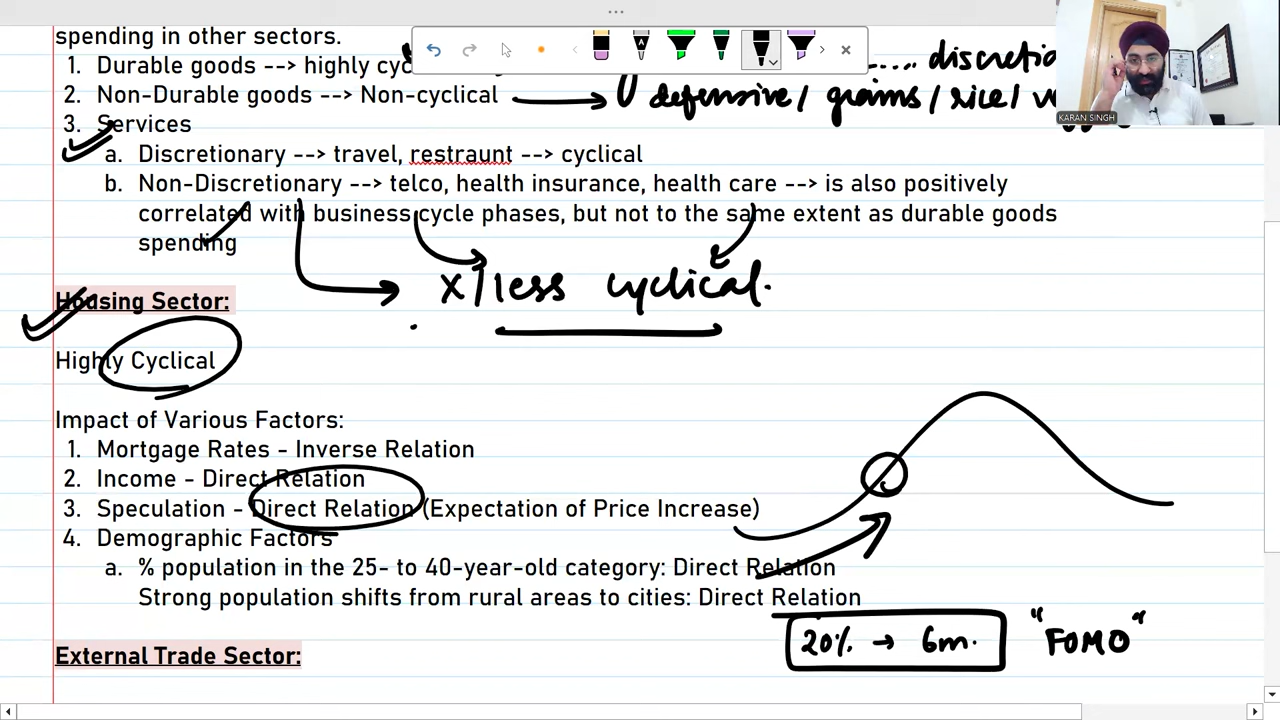 spending in other sectors.
..... discretio
1. Durable goods --> highly cyc
2. Non-Durable goods --> Non-cyclical
defensive / grains / rice /
3. Services
KARAN SINGH
a. Discretionary --> travel, restraunt --> cyclical
b. Non-Discretionary --> telco, health insurance, health care --> is also positively
correlated with business cycle phases, but not to the same extent as durable goods
spending
x/less cyclical.
Housing Sector:
Highly Cyclical
Impact of Various Factors:
1. Mortgage Rates - Inverse Relation
2. Income - Direct Relation
3. Speculation - Direct Relation (Expectation of Price Increase)
4. Demographic Factors
a. % population in the 25- to 40-year-old category: Direct Relation
Strong population shifts from rural areas to cities: Direct Relation
20% → 6m. "FOMO"
External Trade Sector: